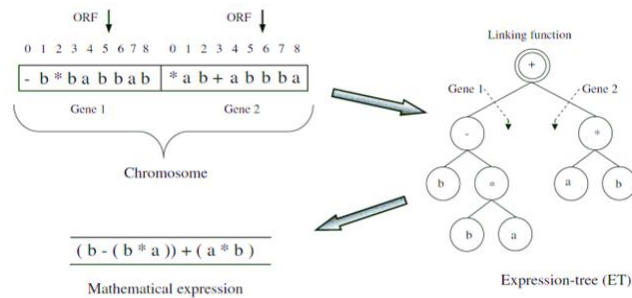 ORF ORF
0 1 2 3 4 5 6 7 8 0 1 2 3 4 5 6 7 8
- b * b a b b a b * a b + a b b b a
Gene 1 Gene 2
Chromosome
( b - ( b * a ) ) + ( a * b )
Mathematical expression
Linking function
+
Gene 1 Gene 2
- *
b * a b
b a
Expression-tree (ET)